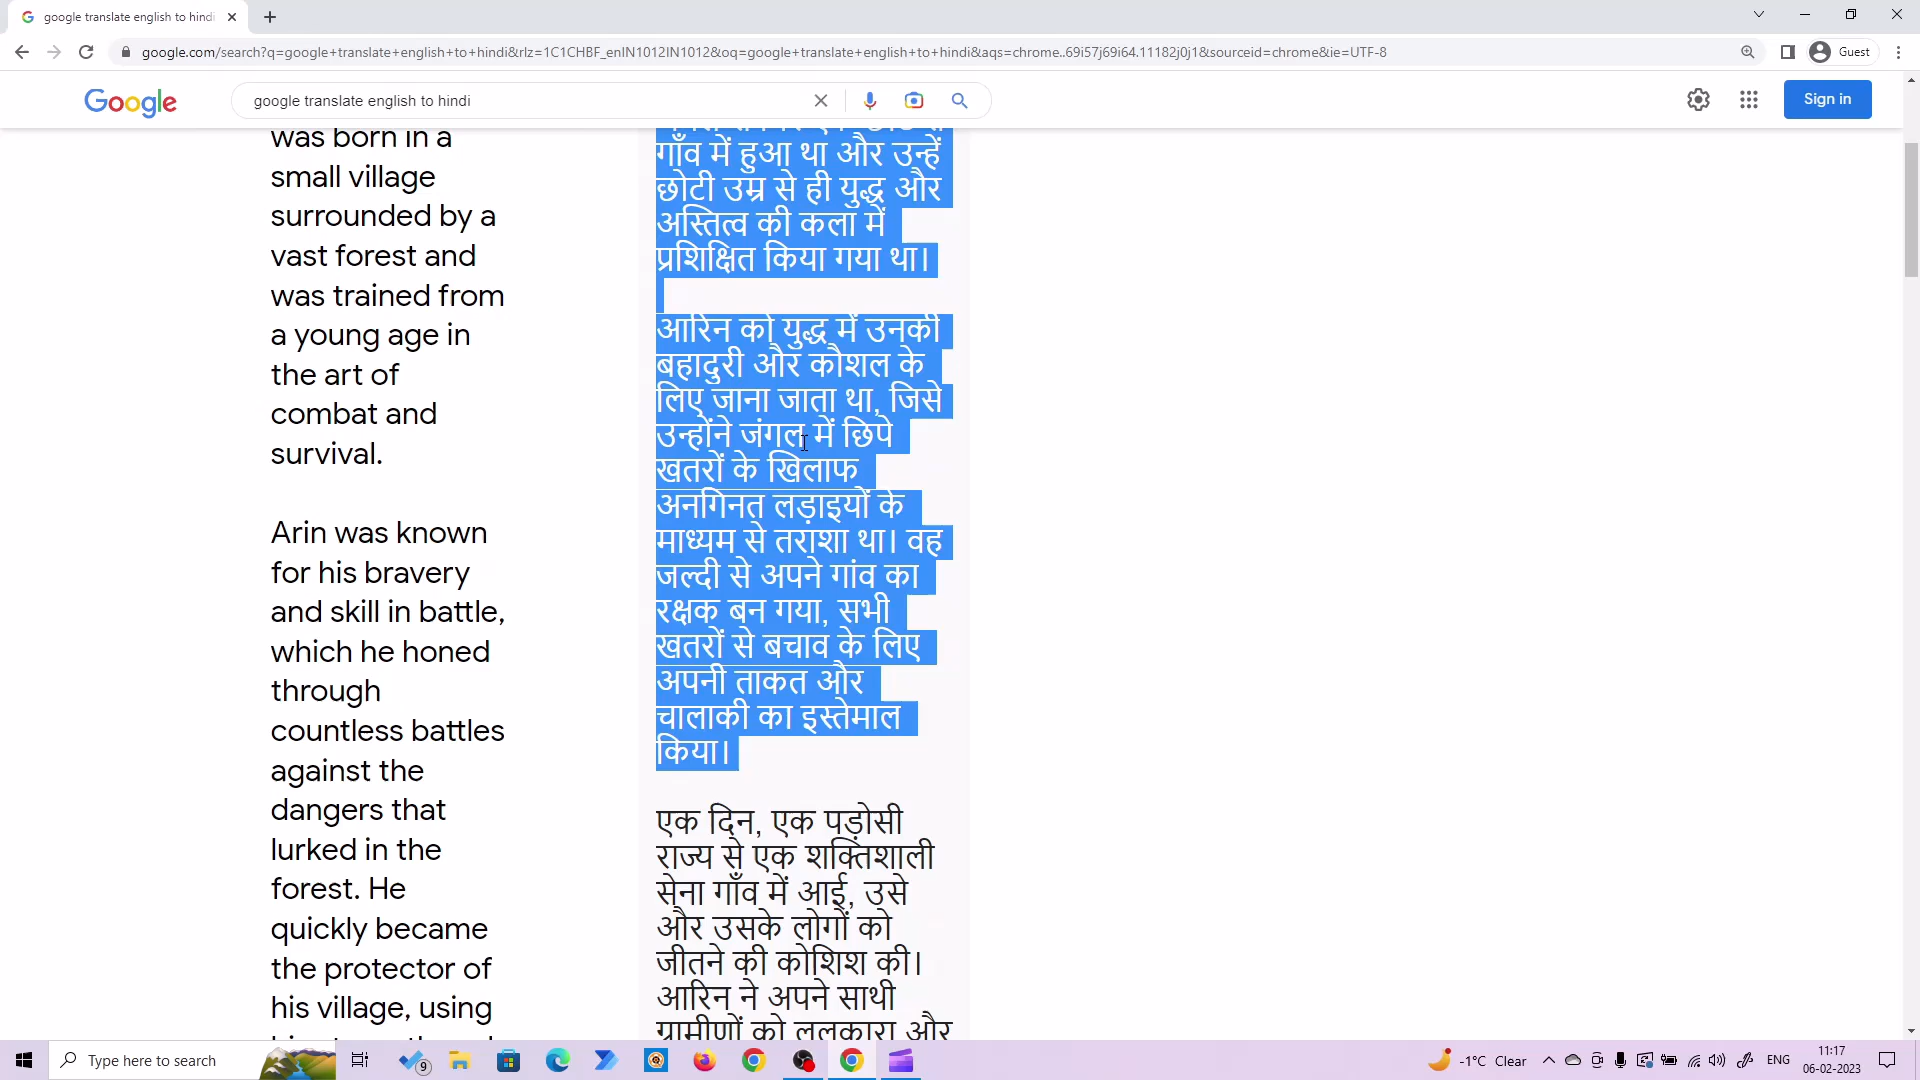 google translate english to hindi
google.com/search?q=google+translate+english+to+hindi&rlz=1C1CHBF_enIN1012IN1012&oq=google+translate+english+to+hindi&aqs=chrome..69i57j69i64.11182j0j1&sourceid=chrome&ie=UTF-8
Guest
Google
google translate english to hindi
Sign in
was born in a
small village
surrounded by a
vast forest and
was trained from
a young age in
the art of
combat and
survival.
Arin was known
for his bravery
and skill in battle,
which he honed
through
countless battles
against the
dangers that
lurked in the
forest. He
quickly became
the protector of
his village, using
गाँव में हुआ था और उन्हें
छोटी उम्र से ही युद्ध और
अस्तित्व की कला में
प्रशिक्षित किया गया था।
आरिन को युद्ध में उनकी
बहादुरी और कौशल के
लिए जाना जाता था, जिसे
उन्होंने जंगल में छिपे
खतरों के खिलाफ
अनगिनत लड़ाइयों के
माध्यम से तराशा था। वह
जल्दी से अपने गांव का
रक्षक बन गया, सभी
खतरों से बचाव के लिए
अपनी ताकत और
चालाकी का इस्तेमाल
किया।
एक दिन, एक पड़ोसी
राज्य से एक शक्तिशाली
सेना गाँव में आई, उसे
और उसके लोगों को
जीतने की कोशिश की।
आरिन ने अपने साथी
ग्रामीणों को ललकारा और
Type here to search
9
-1°C Clear
ENG
11:17
06-02-2023